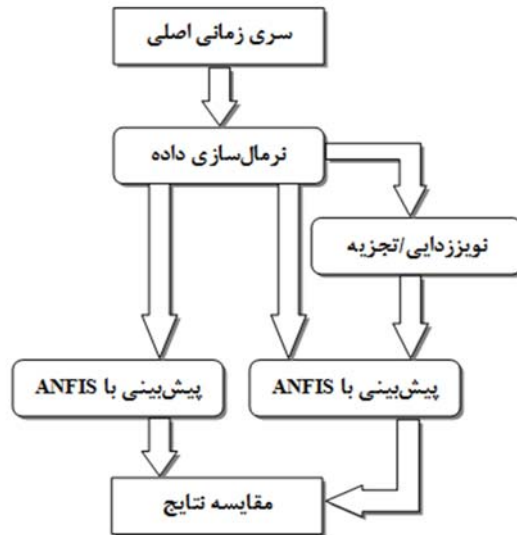 سری زمانی اصلی
نرمال‌سازی داده
نویززدایی/تجزیه
پیش‌بینی با ANFIS
پیش‌بینی با ANFIS
مقایسه نتایج